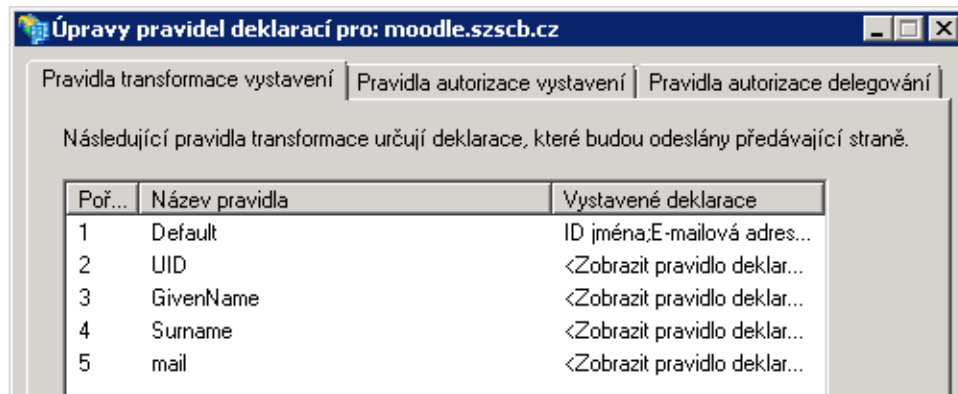 Úpravy pravidel deklarací pro: moodle.szscb.cz
Pravidla transformace vystavení Pravidla autorizace vystavení Pravidla autorizace delegování
Následující pravidla transformace určují deklarace, které budou odeslány předávající straně.
Poř... Název pravidla Vystavené deklarace
1 Default ID jména;E-mailová adres...
2 UID <Zobrazit pravidlo deklar...
3 GivenName <Zobrazit pravidlo deklar...
4 Surname <Zobrazit pravidlo deklar...
5 mail <Zobrazit pravidlo deklar...